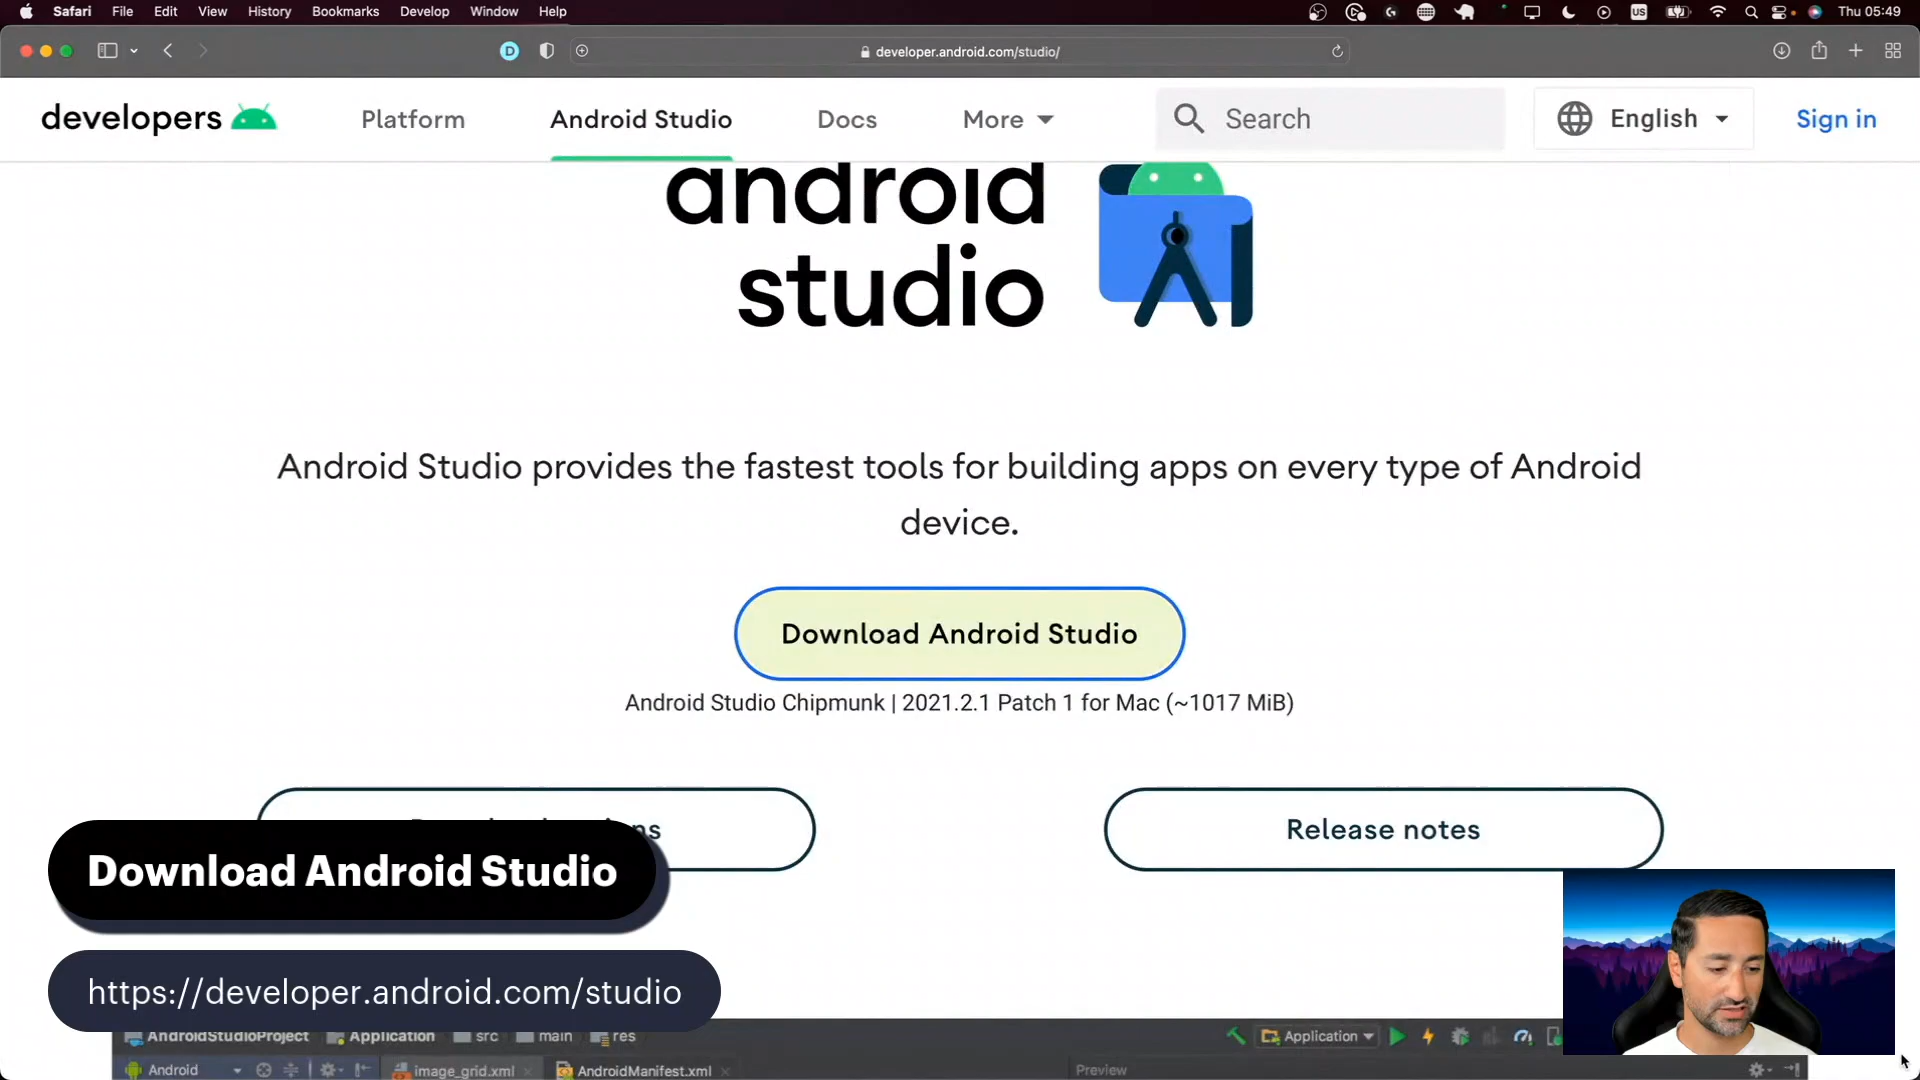 Safari File Edit View History Bookmarks Develop Window Help US Thu 05:49
D developer.android.com/studio/
developers Platform Android Studio Docs More Search English Sign in
android
studio
Android Studio provides the fastest tools for building apps on every type of Android
device.
Download Android Studio
Android Studio Chipmunk | 2021.2.1 Patch 1 for Mac (~1017 MiB)
Release notes
Download Android Studio
https://developer.android.com/studio
AndroidStudioProject Application src main res Application
Android image_grid.xml AndroidManifest.xml Preview